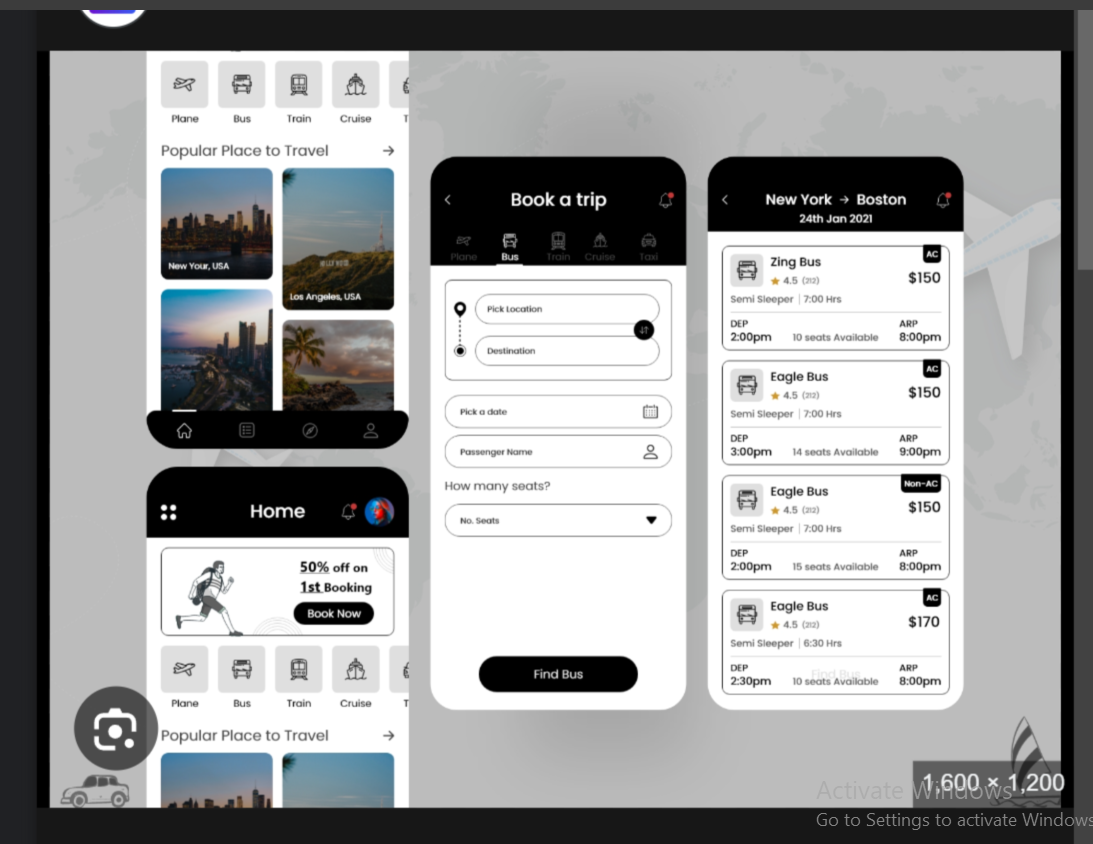 Plane Bus Train Cruise T
Popular Place to Travel →
New Your, USA
Los Angeles, USA
Home
50% off on
1st Booking
Book Now
Plane Bus Train Cruise T
Popular Place to Travel →
Book a trip
Plane Bus Train Cruise Taxi
Pick Location
Destination
Pick a date
Passenger Name
How many seats?
No. Seats
Find Bus
New York → Boston
24th Jan 2021
AC
Zing Bus
4.5 (212)
$150
Semi Sleeper | 7:00 Hrs
DEP ARP
2:00pm 10 seats Available 8:00pm
AC
Eagle Bus
4.5 (212)
$150
Semi Sleeper | 7:00 Hrs
DEP ARP
3:00pm 14 seats Available 9:00pm
Non-AC
Eagle Bus
4.5 (212)
$150
Semi Sleeper | 7:00 Hrs
DEP ARP
2:00pm 15 seats Available 8:00pm
AC
Eagle Bus
4.5 (212)
$170
Semi Sleeper | 6:30 Hrs
DEP ARP
Find Bus
2:30pm 10 seats Available 8:00pm
1,600 × 1,200
Activate Windows
Go to Settings to activate Windows